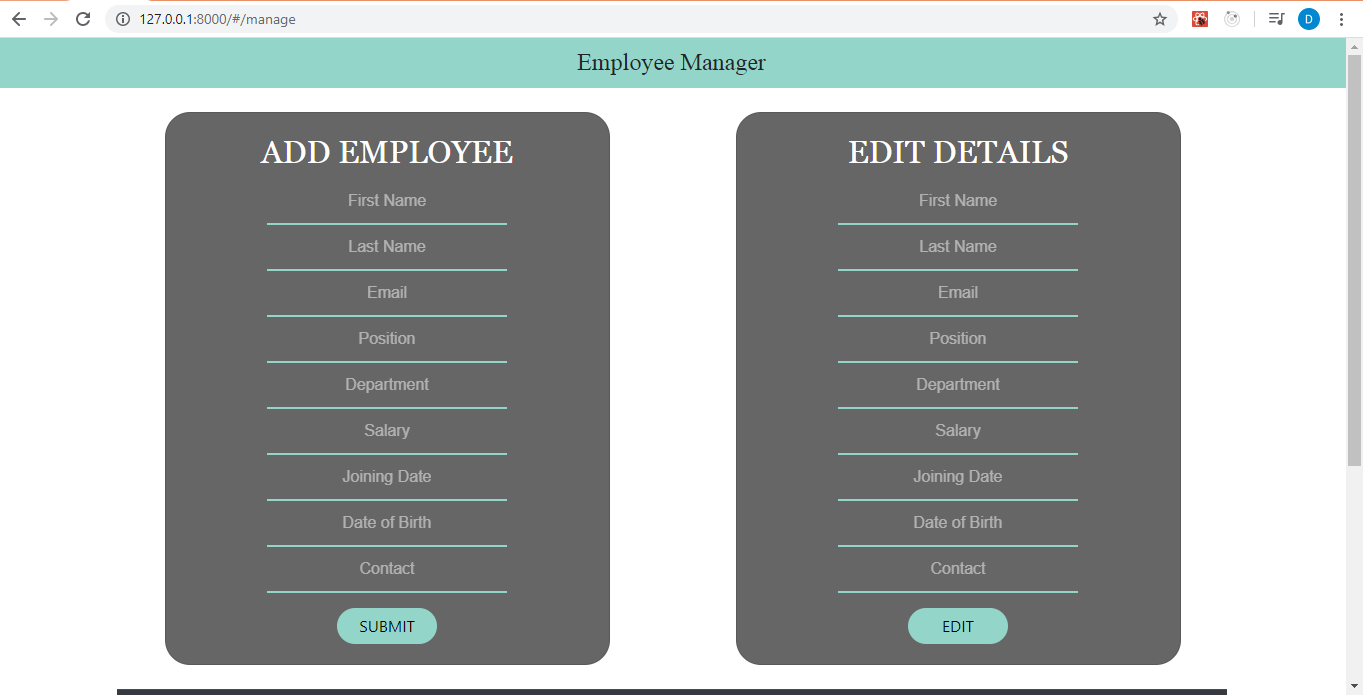 127.0.0.1:8000/#/manage
D
Employee Manager
ADD EMPLOYEE
First Name
Last Name
Email
Position
Department
Salary
Joining Date
Date of Birth
Contact
SUBMIT
EDIT DETAILS
First Name
Last Name
Email
Position
Department
Salary
Joining Date
Date of Birth
Contact
EDIT